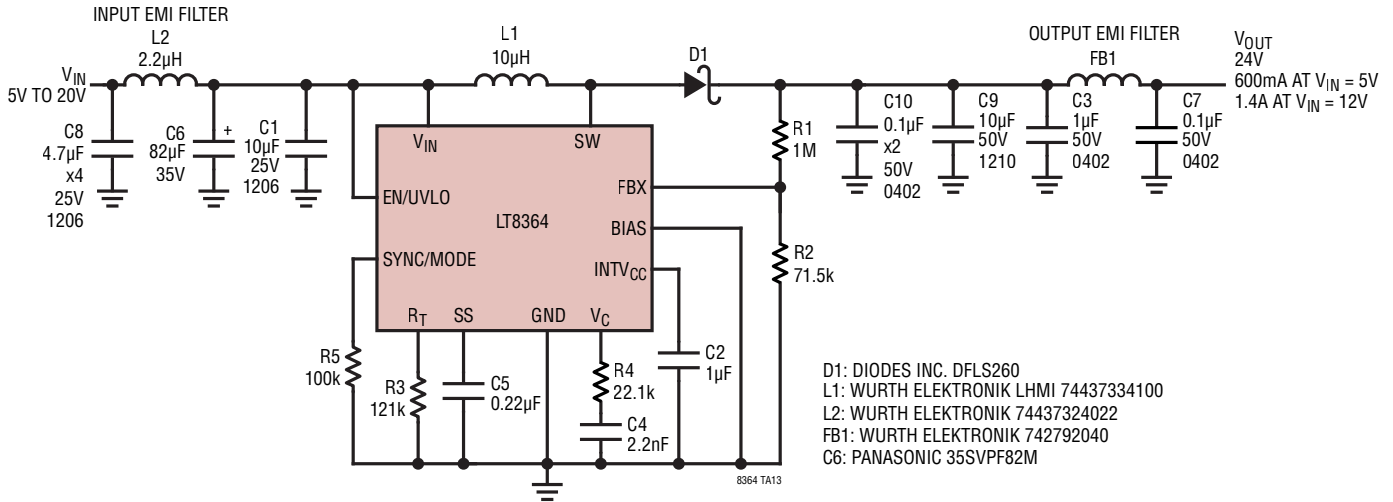 INPUT EMI FILTER
L2
2.2µH
L1
10µH
D1
OUTPUT EMI FILTER
FB1
VOUT
24V
600mA AT VIN = 5V
1.4A AT VIN = 12V
VIN
5V TO 20V
C8
4.7µF
x4
25V
1206
C6
82µF
35V
+
C1
10µF
25V
1206
VIN
SW
EN/UVLO
FBX
LT8364
BIAS
SYNC/MODE
INTVCC
RT
SS
GND
VC
R1
1M
R2
71.5k
C10
0.1µF
x2
50V
0402
C9
10µF
50V
1210
C3
1µF
50V
0402
C7
0.1µF
50V
0402
R5
100k
R3
121k
C5
0.22µF
R4
22.1k
C4
2.2nF
C2
1µF
D1: DIODES INC. DFLS260
L1: WURTH ELEKTRONIK LHMI 74437334100
L2: WURTH ELEKTRONIK 74437324022
FB1: WURTH ELEKTRONIK 742792040
C6: PANASONIC 35SVPF82M
8364 TA13